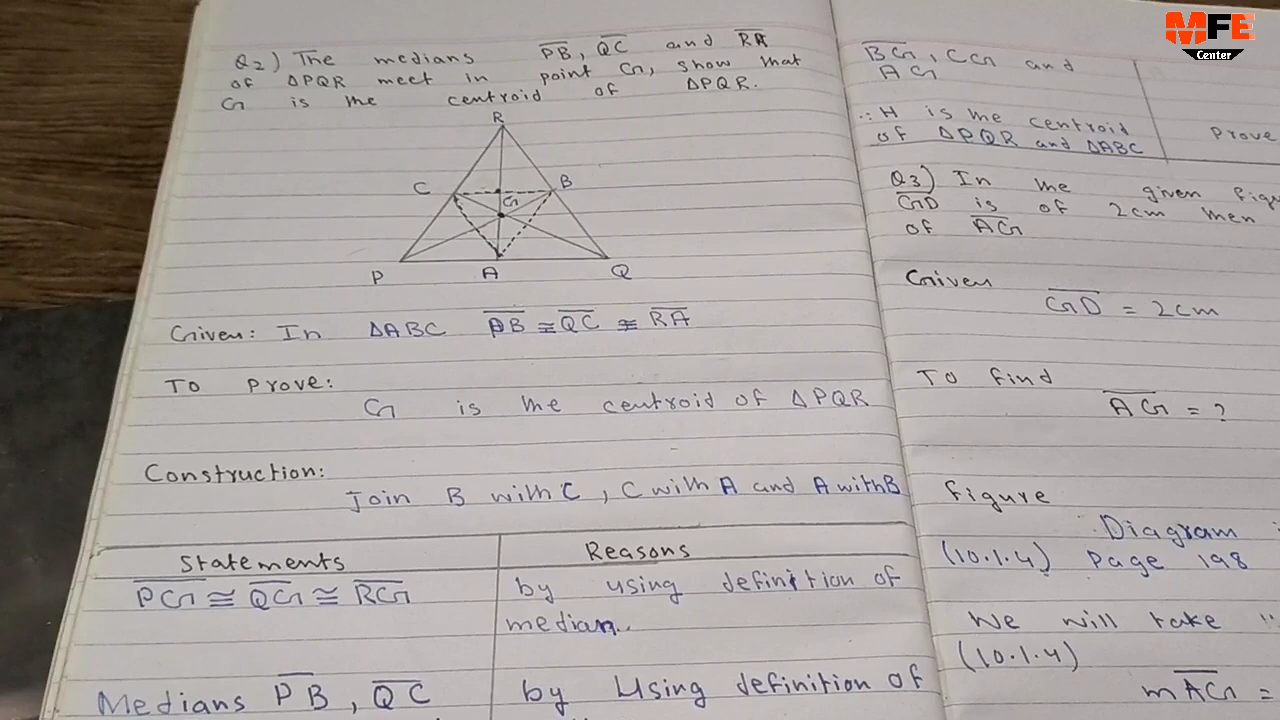 Q2) The medians PB, QC and RA
of ΔPQR meet in point G, show that
G is the centroid of ΔPQR.
R
C B
G
P A Q
Given: In ΔABC PB ≅ QC ≅ RA
To prove:
G is the centroid of ΔPQR
Construction:
Join B with C, C with A and A with B
Statements Reasons
PG ≅ QG ≅ RG by using definition of
median.
Medians PB, QC by using definition of
BG, CG and
AG
∴ H is the centroid
of ΔPQR and ΔABC prove
Q3) In the given
GD is of 2cm then
of AG
Given
GD = 2cm
To find
AG = ?
figure
Diagram
(10.1.4) Page 198
We will take
(10.1.4)
mAG =
MFE
Center